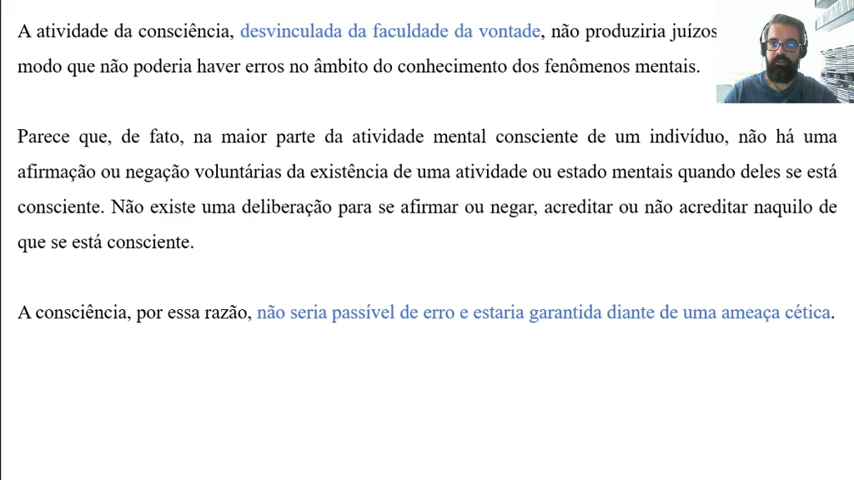 A atividade da consciência, desvinculada da faculdade da vontade, não produziria juízos
modo que não poderia haver erros no âmbito do conhecimento dos fenômenos mentais.
Parece que, de fato, na maior parte da atividade mental consciente de um indivíduo, não há uma
afirmação ou negação voluntárias da existência de uma atividade ou estado mentais quando deles se está
consciente. Não existe uma deliberação para se afirmar ou negar, acreditar ou não acreditar naquilo de
que se está consciente.
A consciência, por essa razão, não seria passível de erro e estaria garantida diante de uma ameaça cética.